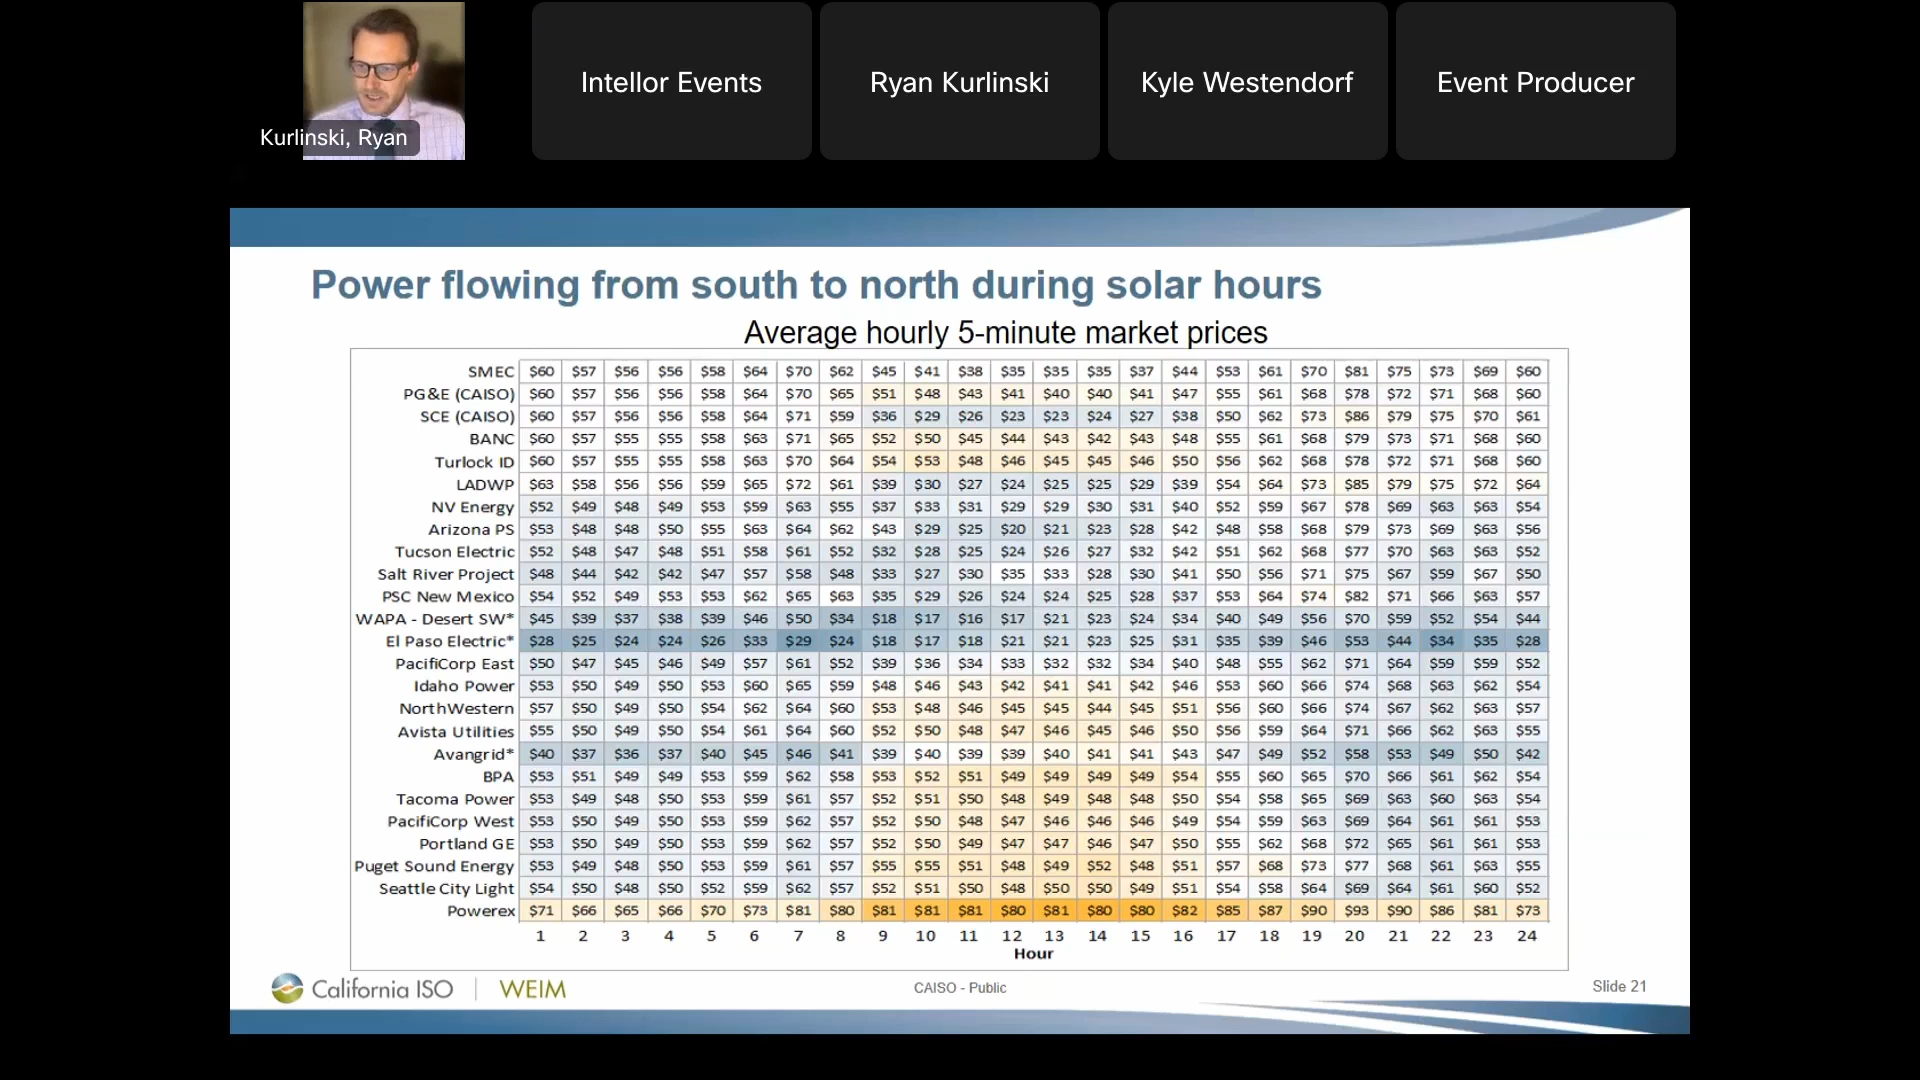 Kurlinski, Ryan
Intellor Events
Ryan Kurlinski
Kyle Westendorf
Event Producer
Power flowing from south to north during solar hours
Average hourly 5-minute market prices
SMEC $60 $57 $56 $56 $58 $64 $70 $62 $45 $41 $38 $35 $35 $35 $37 $44 $53 $61 $70 $81 $75 $73 $69 $60
PG&E (CAISO) $60 $57 $56 $56 $58 $64 $70 $65 $51 $48 $43 $41 $40 $40 $41 $47 $55 $61 $68 $78 $72 $71 $68 $60
SCE (CAISO) $60 $57 $56 $56 $58 $64 $71 $59 $36 $29 $26 $23 $23 $24 $27 $38 $50 $62 $73 $86 $79 $75 $70 $61
BANC $60 $57 $55 $55 $58 $63 $71 $65 $52 $50 $45 $44 $43 $42 $43 $48 $55 $61 $68 $79 $73 $71 $68 $60
Turlock ID $60 $57 $55 $55 $58 $63 $70 $64 $54 $53 $48 $46 $45 $45 $46 $50 $56 $62 $68 $78 $72 $71 $68 $60
LADWP $63 $58 $56 $56 $59 $65 $72 $61 $39 $30 $27 $24 $25 $25 $29 $39 $54 $64 $73 $85 $79 $75 $72 $64
NV Energy $52 $49 $48 $49 $53 $59 $63 $55 $37 $33 $31 $29 $29 $30 $31 $40 $52 $59 $67 $78 $69 $63 $63 $54
Arizona PS $53 $48 $48 $50 $55 $63 $64 $62 $43 $29 $25 $20 $21 $23 $28 $42 $48 $58 $68 $79 $73 $69 $63 $56
Tucson Electric $52 $48 $47 $48 $51 $58 $61 $52 $32 $28 $25 $24 $26 $27 $32 $42 $51 $62 $68 $77 $70 $63 $63 $52
Salt River Project $48 $44 $42 $42 $47 $57 $58 $48 $33 $27 $30 $35 $33 $28 $30 $41 $50 $56 $71 $75 $67 $59 $67 $50
PSC New Mexico $54 $52 $49 $53 $53 $62 $65 $63 $35 $29 $26 $24 $24 $25 $28 $37 $53 $64 $74 $82 $71 $66 $63 $57
WAPA - Desert SW* $45 $39 $37 $38 $39 $46 $50 $34 $18 $17 $16 $17 $21 $23 $24 $34 $40 $49 $56 $70 $59 $52 $54 $44
El Paso Electric* $28 $25 $24 $24 $26 $33 $29 $24 $18 $17 $18 $21 $21 $23 $25 $31 $35 $39 $46 $53 $44 $34 $35 $28
PacifiCorp East $50 $47 $45 $46 $49 $57 $61 $52 $39 $36 $34 $33 $32 $32 $34 $40 $48 $55 $62 $71 $64 $59 $59 $52
Idaho Power $53 $50 $49 $50 $53 $60 $65 $59 $48 $46 $43 $42 $41 $41 $42 $46 $53 $60 $66 $74 $68 $63 $62 $54
NorthWestern $57 $50 $49 $50 $54 $62 $64 $60 $53 $48 $46 $45 $45 $44 $45 $51 $56 $60 $66 $74 $67 $62 $63 $57
Avista Utilities $55 $50 $49 $50 $54 $61 $64 $60 $52 $50 $48 $47 $46 $45 $46 $50 $56 $59 $64 $71 $66 $62 $63 $55
Avangrid* $40 $37 $36 $37 $40 $45 $46 $41 $39 $40 $39 $39 $40 $41 $41 $43 $47 $49 $52 $58 $53 $49 $50 $42
BPA $53 $51 $49 $49 $53 $59 $62 $58 $53 $52 $51 $49 $49 $49 $49 $54 $55 $60 $65 $70 $66 $61 $62 $54
Tacoma Power $53 $49 $48 $50 $53 $59 $61 $57 $52 $51 $50 $48 $49 $48 $48 $50 $54 $58 $65 $69 $63 $60 $63 $54
PacifiCorp West $53 $50 $49 $50 $53 $59 $62 $57 $52 $50 $48 $47 $46 $46 $46 $49 $54 $59 $63 $69 $64 $61 $61 $53
Portland GE $53 $50 $49 $50 $53 $59 $62 $57 $52 $50 $49 $47 $47 $46 $47 $50 $55 $62 $68 $72 $65 $61 $61 $53
Puget Sound Energy $53 $49 $48 $50 $53 $59 $61 $57 $55 $55 $51 $48 $49 $52 $48 $51 $57 $68 $73 $77 $68 $61 $63 $55
Seattle City Light $54 $50 $48 $50 $52 $59 $62 $57 $52 $51 $50 $48 $50 $50 $49 $51 $54 $58 $64 $69 $64 $61 $60 $52
Powerex $71 $66 $65 $66 $70 $73 $81 $80 $81 $81 $81 $80 $81 $80 $80 $82 $85 $87 $90 $93 $90 $86 $81 $73
1 2 3 4 5 6 7 8 9 10 11 12 13 14 15 16 17 18 19 20 21 22 23 24
Hour
California ISO
WEIM
CAISO - Public
Slide 21